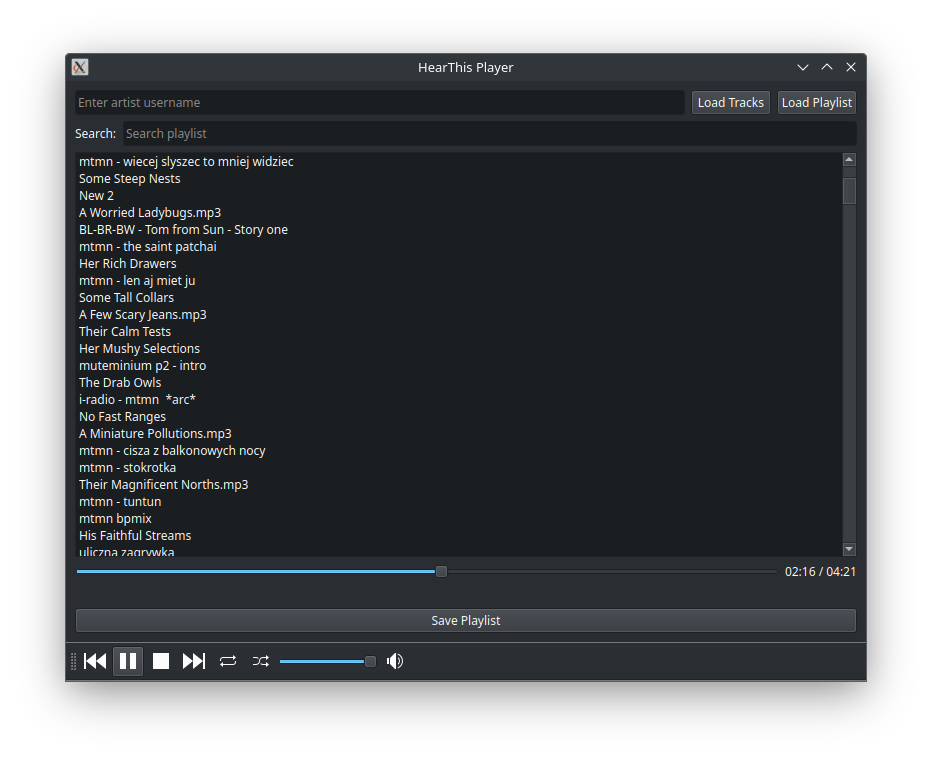 HearThis Player
Enter artist username
Load Tracks
Load Playlist
Search:
Search playlist
mtmn - wiecej slyszec to mniej widziec
Some Steep Nests
New 2
A Worried Ladybugs.mp3
BL-BR-BW - Tom from Sun - Story one
mtmn - the saint patchai
Her Rich Drawers
mtmn - len aj miet ju
Some Tall Collars
A Few Scary Jeans.mp3
Their Calm Tests
Her Mushy Selections
muteminium p2 - intro
The Drab Owls
i-radio - mtmn  *arc*
No Fast Ranges
A Miniature Pollutions.mp3
mtmn - cisza z balkonowych nocy
mtmn - stokrotka
Their Magnificent Norths.mp3
mtmn - tuntun
mtmn bpmix
His Faithful Streams
uliczna zagrywka
02:16 / 04:21
Save Playlist